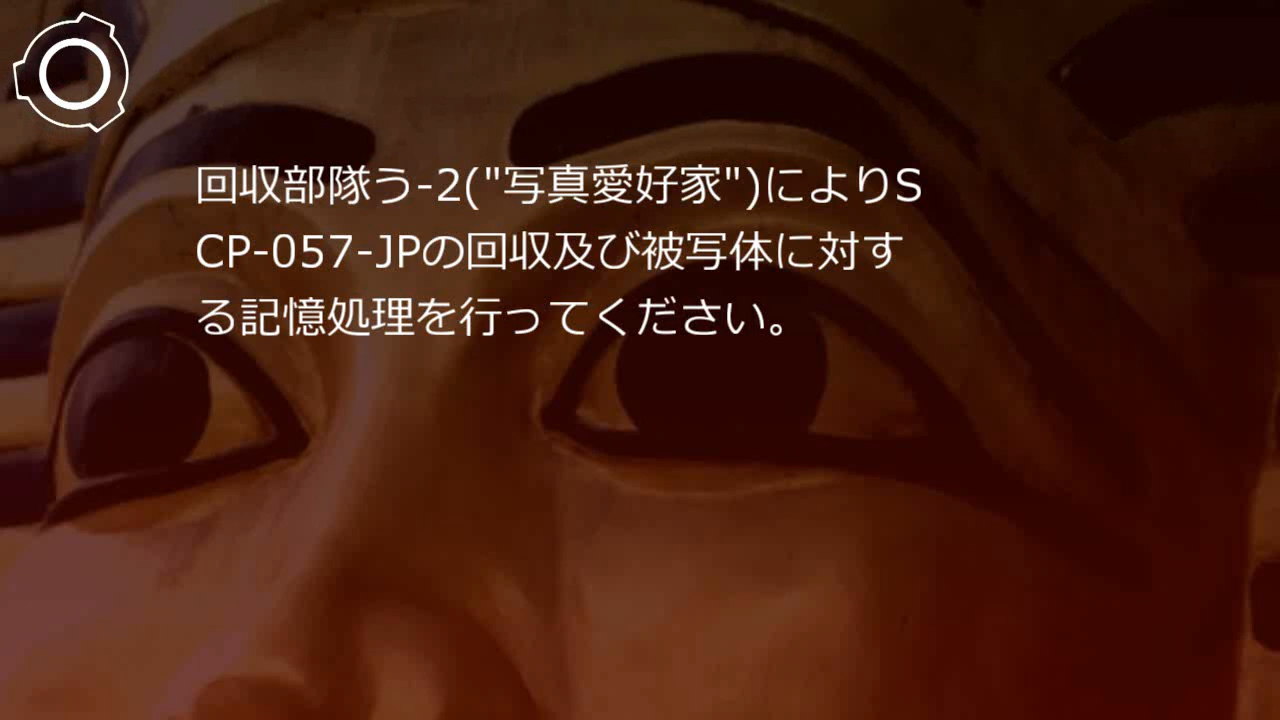 回収部隊う-2("写真愛好家")によりS
CP-057-JPの回収及び被写体に対す
る記憶処理を行ってください。